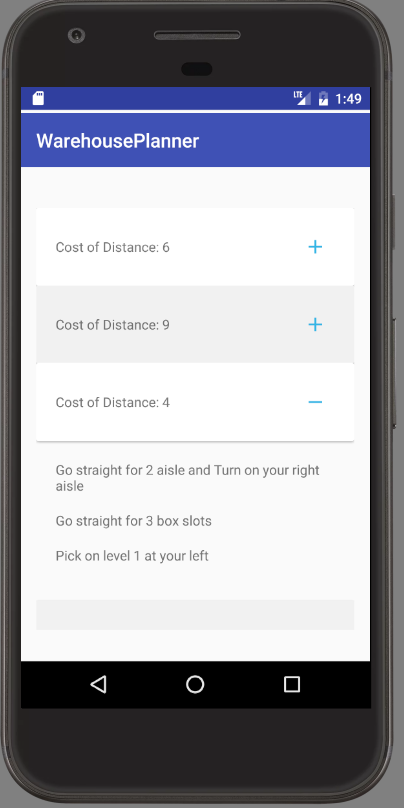 LTE 1:49
WarehousePlanner
Cost of Distance: 6
Cost of Distance: 9
Cost of Distance: 4
Go straight for 2 aisle and Turn on your right
aisle
Go straight for 3 box slots
Pick on level 1 at your left